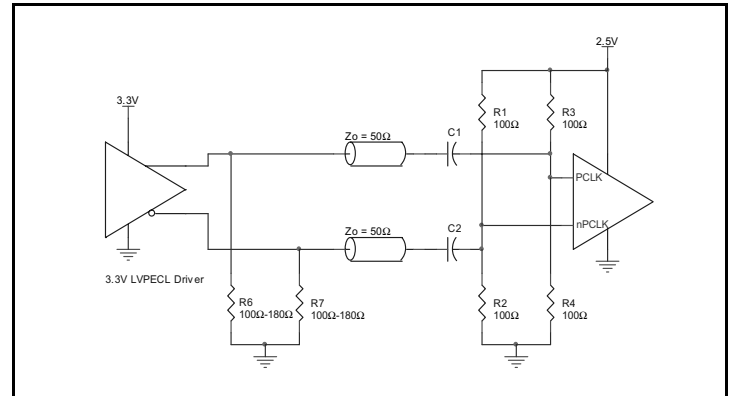 2.5V
3.3V
R1
100Ω
R3
100Ω
Zo = 50Ω
C1
PCLK
nPCLK
Zo = 50Ω
C2
3.3V LVPECL Driver
R6
100Ω-180Ω
R7
100Ω-180Ω
R2
100Ω
R4
100Ω